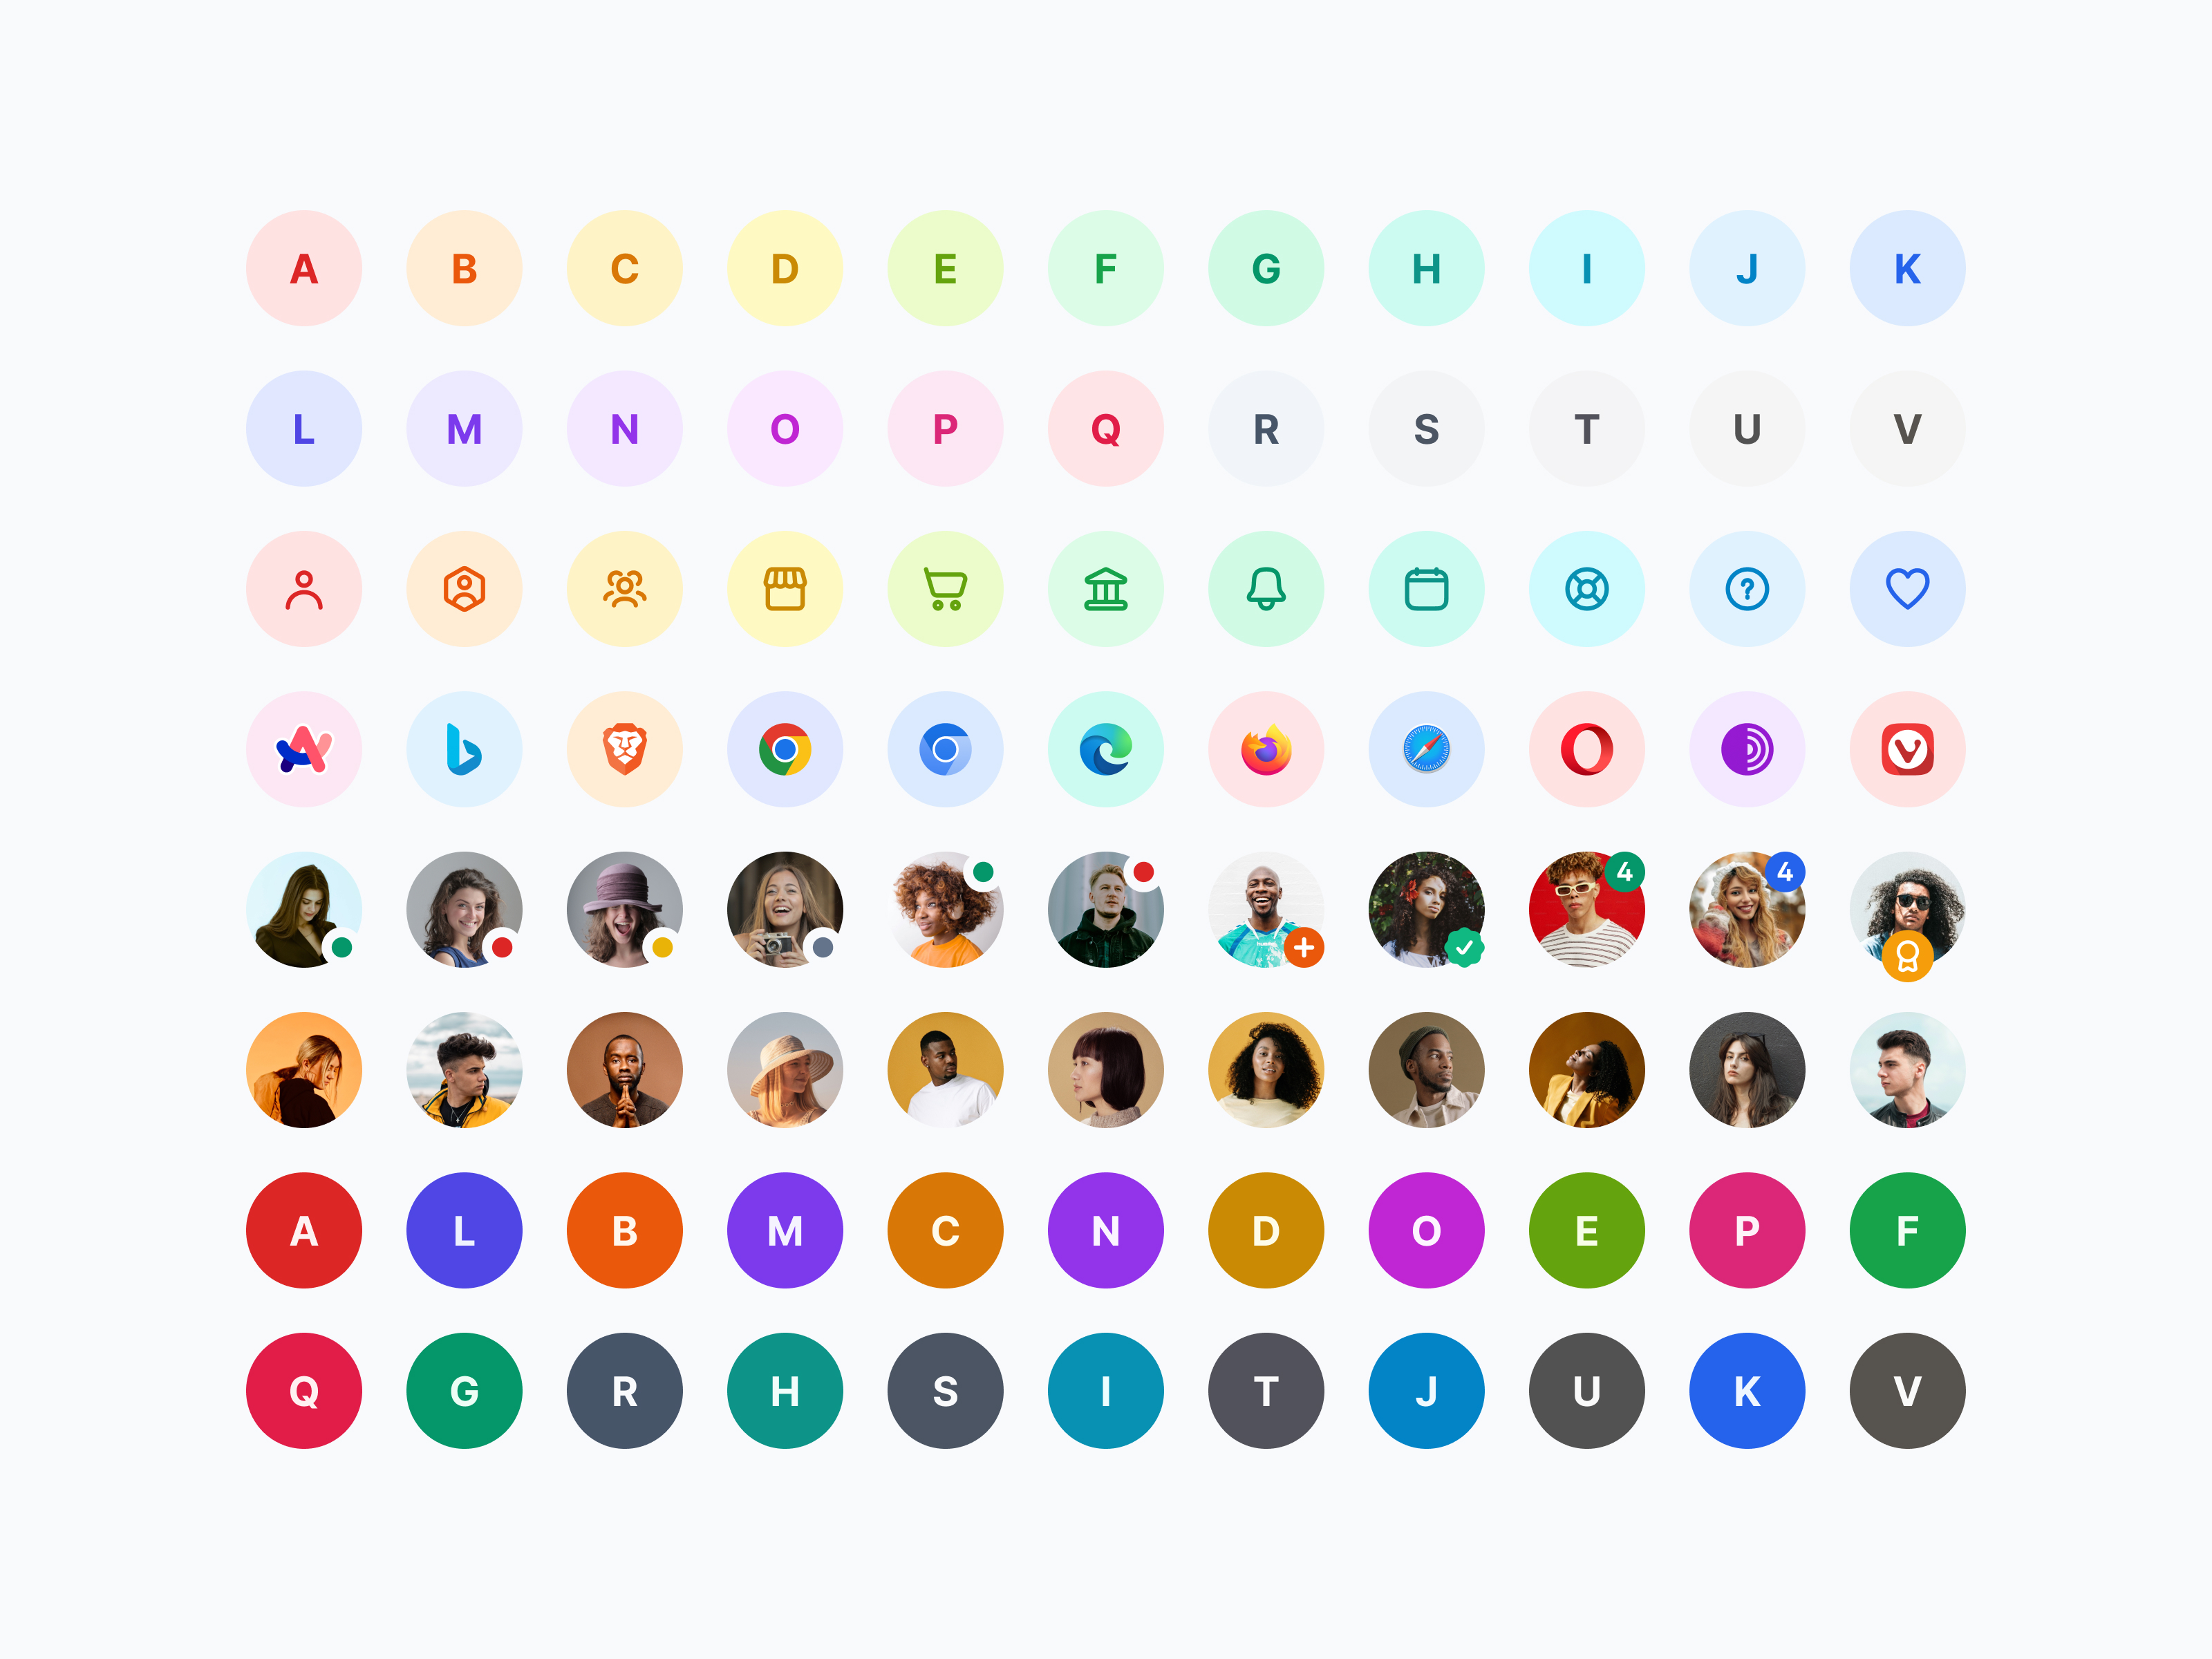 A B C D E F G H I J K
L M N O P Q R S T U V
?
4 4
A L B M C N D O E P F
Q G R H S I T J U K V